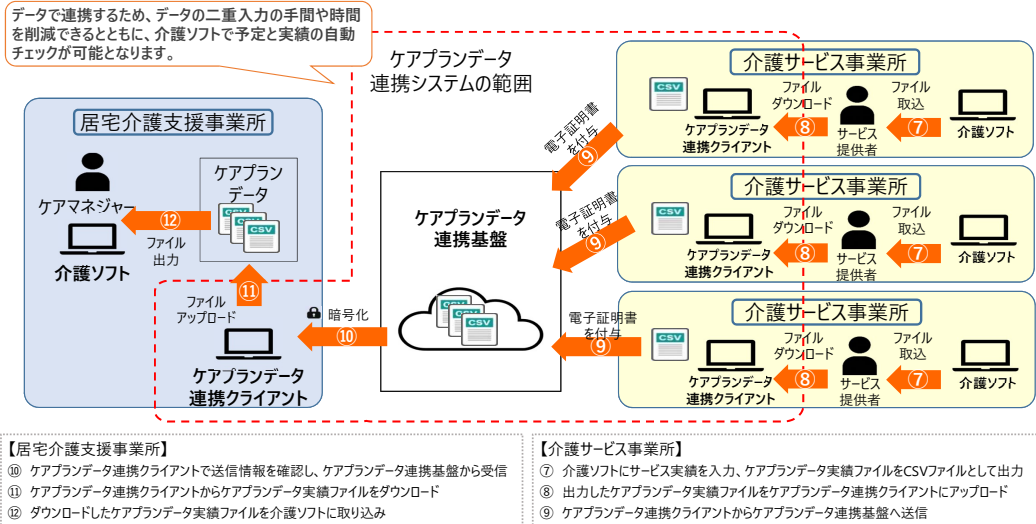 データで連携するため、データの二重入力の手間や時間
を削減できるとともに、介護ソフトで予定と実績の自動
チェックが可能となります。
ケアプランデータ
連携システムの範囲
居宅介護支援事業所
ケアマネジャー
介護ソフト
ケアプラン
データ
CSV
CSV
CSV
⑫
ファイル
出力
⑪
ファイル
アップロード
ケアプランデータ
連携クライアント
暗号化
⑩
ケアプランデータ
連携基盤
CSV
CSV
CSV
電子証明書
を付与
⑨
電子証明書
を付与
⑨
電子証明書
を付与
⑨
介護サービス事業所
CSV
ケアプランデータ
連携クライアント
ファイル
ダウンロード
⑧
サービス
提供者
ファイル
取込
⑦
介護ソフト
介護サービス事業所
CSV
ケアプランデータ
連携クライアント
ファイル
ダウンロード
⑧
サービス
提供者
ファイル
取込
⑦
介護ソフト
介護サービス事業所
CSV
ケアプランデータ
連携クライアント
ファイル
ダウンロード
⑧
サービス
提供者
ファイル
取込
⑦
介護ソフト
【居宅介護支援事業所】
⑩ ケアプランデータ連携クライアントで送信情報を確認し、ケアプランデータ連携基盤から受信
⑪ ケアプランデータ連携クライアントからケアプランデータ実績ファイルをダウンロード
⑫ ダウンロードしたケアプランデータ実績ファイルを介護ソフトに取り込み
【介護サービス事業所】
⑦ 介護ソフトにサービス実績を入力、ケアプランデータ実績ファイルをCSVファイルとして出力
⑧ 出力したケアプランデータ実績ファイルをケアプランデータ連携クライアントにアップロード
⑨ ケアプランデータ連携クライアントからケアプランデータ連携基盤へ送信